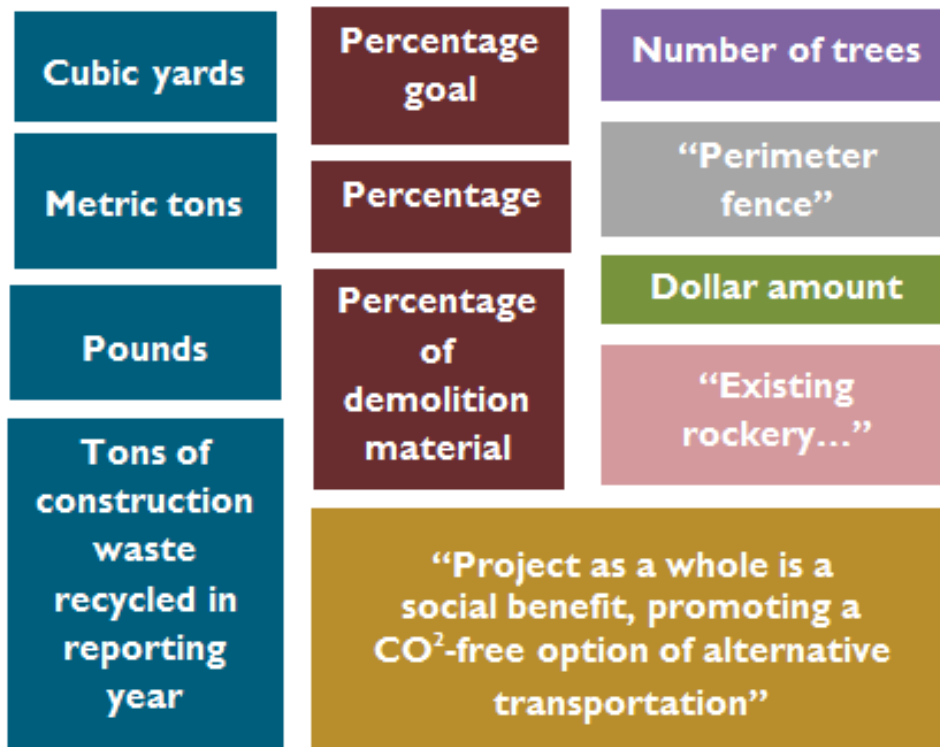 Cubic yards
Metric tons
Pounds
Tons of
construction
waste
recycled in
reporting
year
Percentage
goal
Percentage
Percentage
of
demolition
material
Number of trees
“Perimeter
fence”
Dollar amount
“Existing
rockery…”
“Project as a whole is a
social benefit, promoting a
CO²-free option of alternative
transportation”